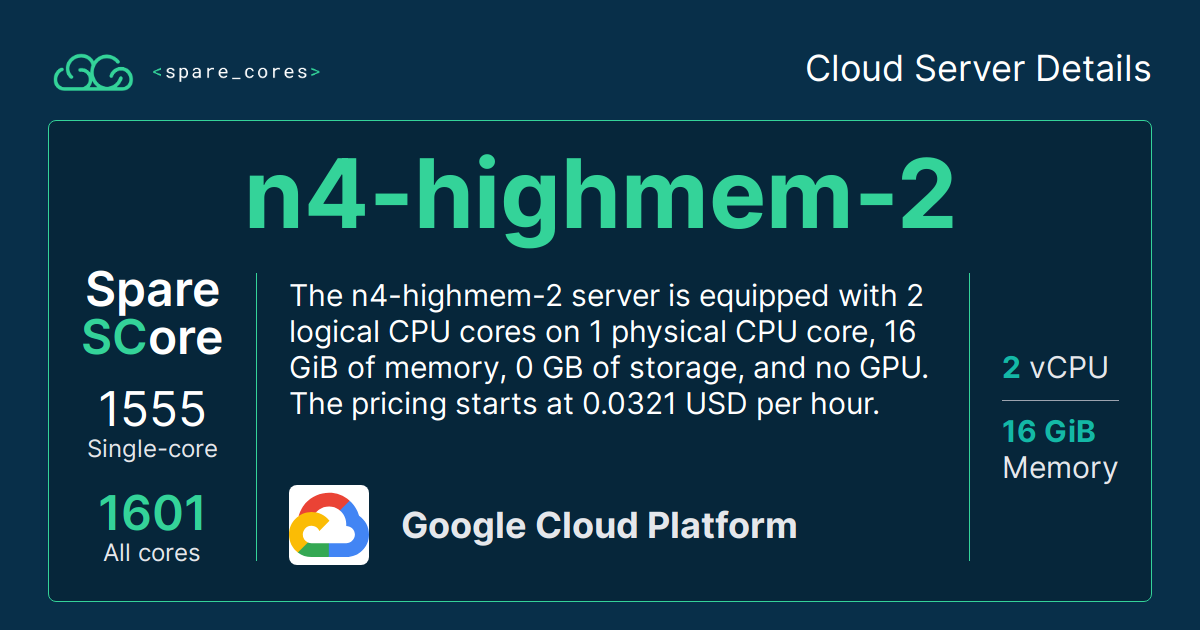 <spare_cores>
Cloud Server Details
n4-highmem-2
Spare
SCore
1555
Single-core
1601
All cores
The n4-highmem-2 server is equipped with 2
logical CPU cores on 1 physical CPU core, 16
GiB of memory, 0 GB of storage, and no GPU.
The pricing starts at 0.0321 USD per hour.
Google Cloud Platform
2 vCPU
16 GiB
Memory